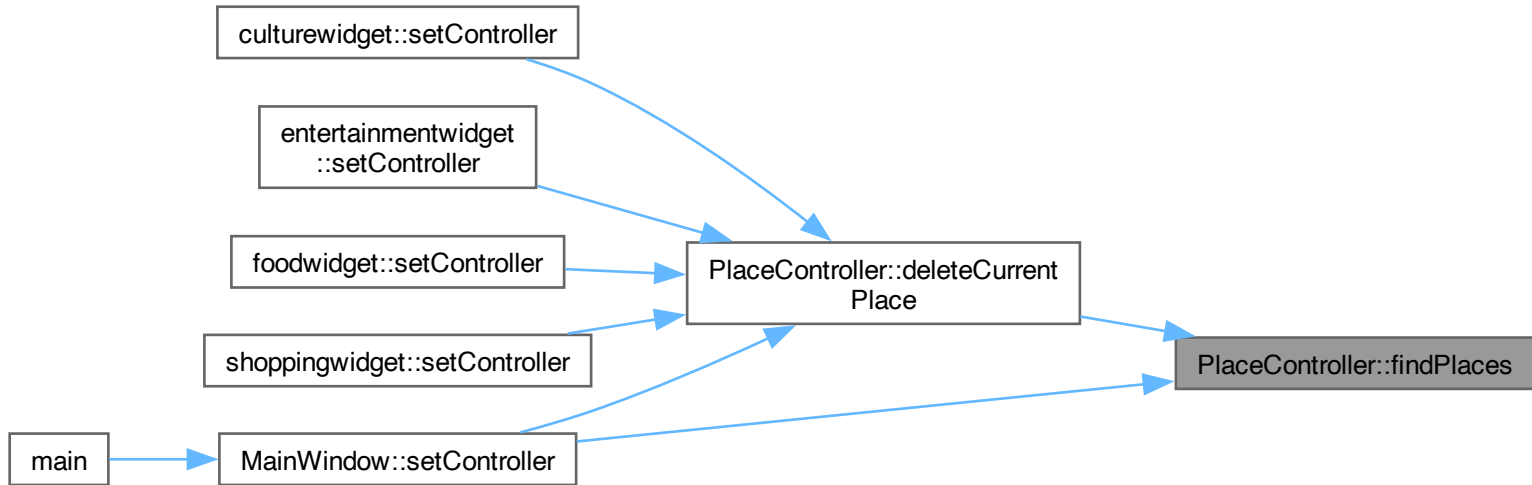 culturewidget::setController
entertainmentwidget
::setController
foodwidget::setController
PlaceController::deleteCurrent
Place
shoppingwidget::setController
PlaceController::findPlaces
main
MainWindow::setController